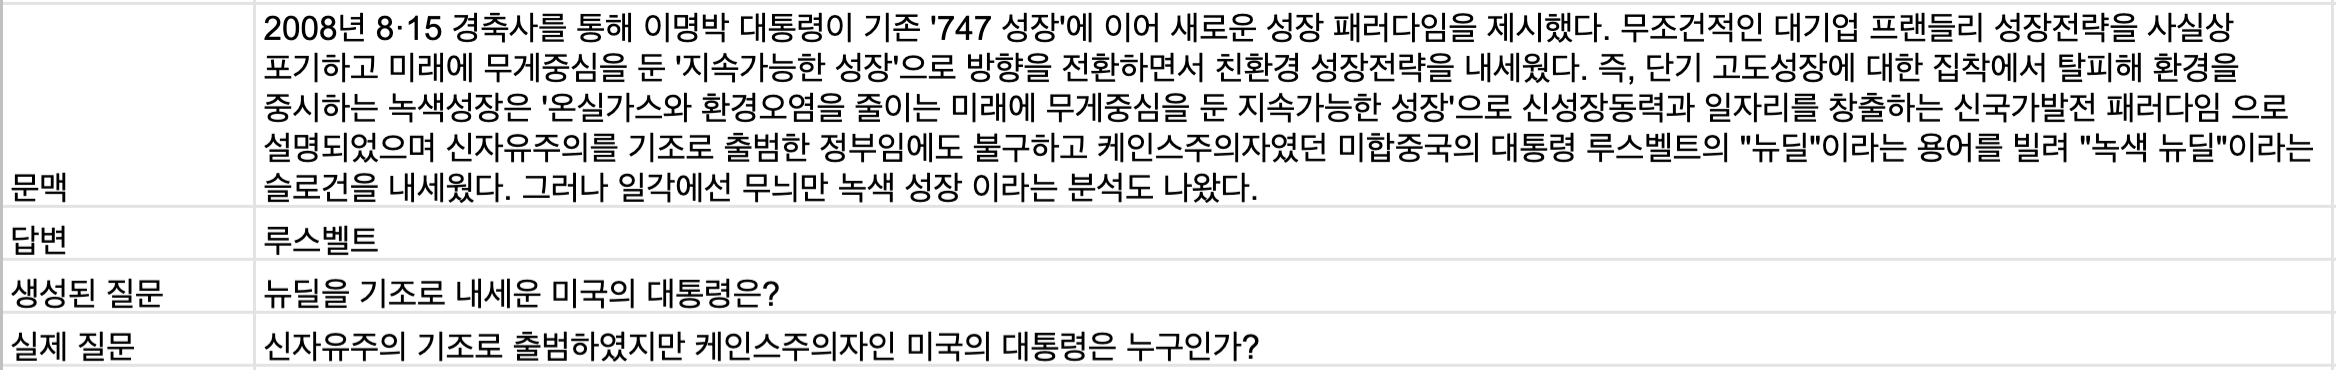 2008년 8·15 경축사를 통해 이명박 대통령이 기존 '747 성장'에 이어 새로운 성장 패러다임을 제시했다. 무조건적인 대기업 프랜들리 성장전략을 사실상
포기하고 미래에 무게중심을 둔 '지속가능한 성장'으로 방향을 전환하면서 친환경 성장전략을 내세웠다. 즉, 단기 고도성장에 대한 집착에서 탈피해 환경을
중시하는 녹색성장은 '온실가스와 환경오염을 줄이는 미래에 무게중심을 둔 지속가능한 성장'으로 신성장동력과 일자리를 창출하는 신국가발전 패러다임 으로
설명되었으며 신자유주의를 기조로 출범한 정부임에도 불구하고 케인스주의자였던 미합중국의 대통령 루스벨트의 "뉴딜"이라는 용어를 빌려 "녹색 뉴딜"이라는
문맥 슬로건을 내세웠다. 그러나 일각에선 무늬만 녹색 성장 이라는 분석도 나왔다.
답변 루스벨트
생성된 질문 뉴딜을 기조로 내세운 미국의 대통령은?
실제 질문 신자유주의 기조로 출범하였지만 케인스주의자인 미국의 대통령은 누구인가?